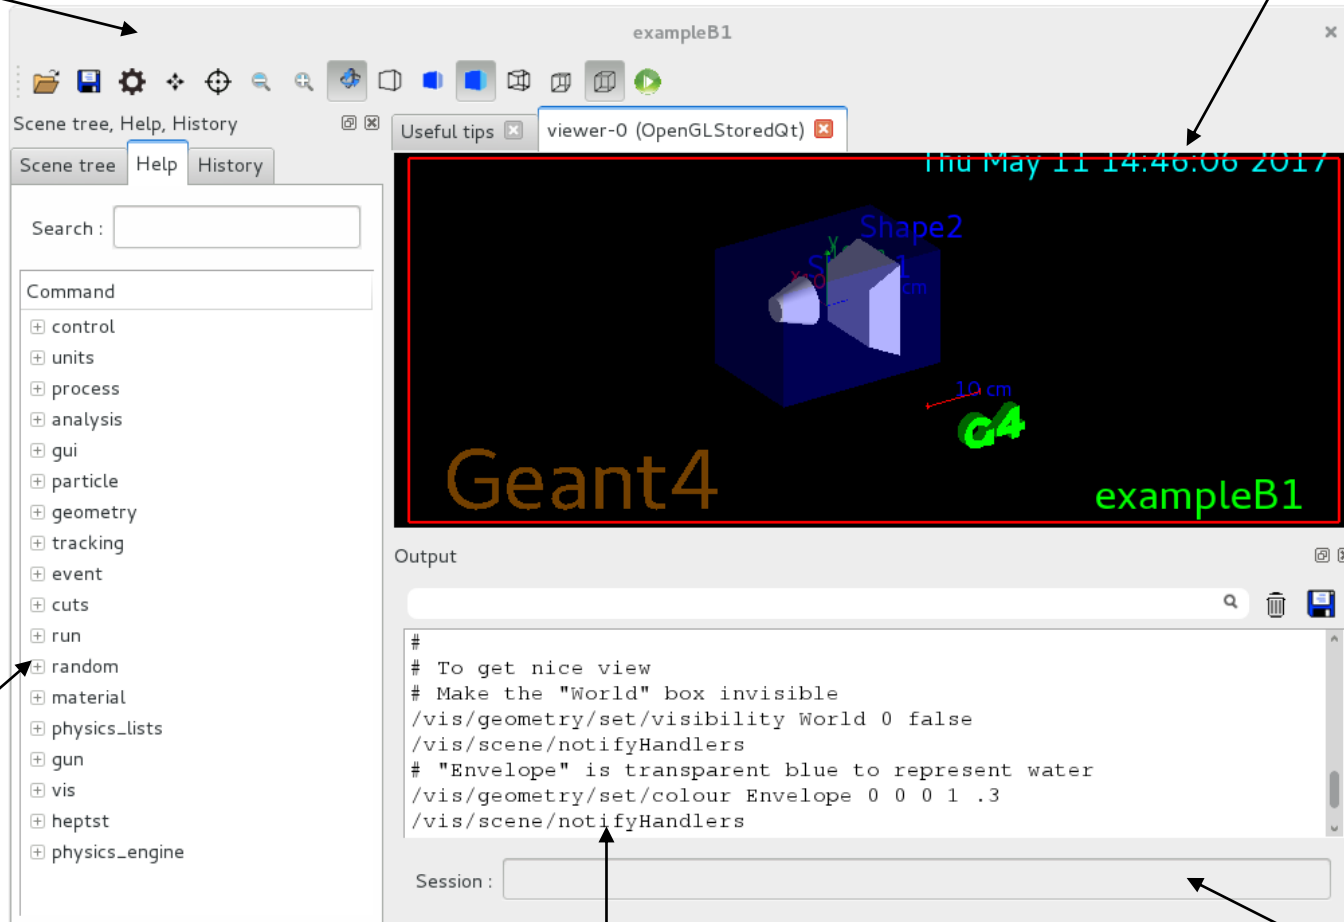 exampleB1
Scene tree, Help, History
Useful tips
viewer-0 (OpenGLStoredQt)
Scene tree
Help
History
Thu May 11 14:46:06 2017
Search :
Shape2
y
x
cm
Command
control
units
process
analysis
gui
particle
geometry
tracking
event
cuts
run
random
material
physics_lists
gun
vis
heptst
physics_engine
10 cm
G4
Geant4
exampleB1
Output
#
# To get nice view
# Make the "World" box invisible
/vis/geometry/set/visibility World 0 false
/vis/scene/notifyHandlers
# "Envelope" is transparent blue to represent water
/vis/geometry/set/colour Envelope 0 0 0 1 .3
/vis/scene/notifyHandlers
Session :